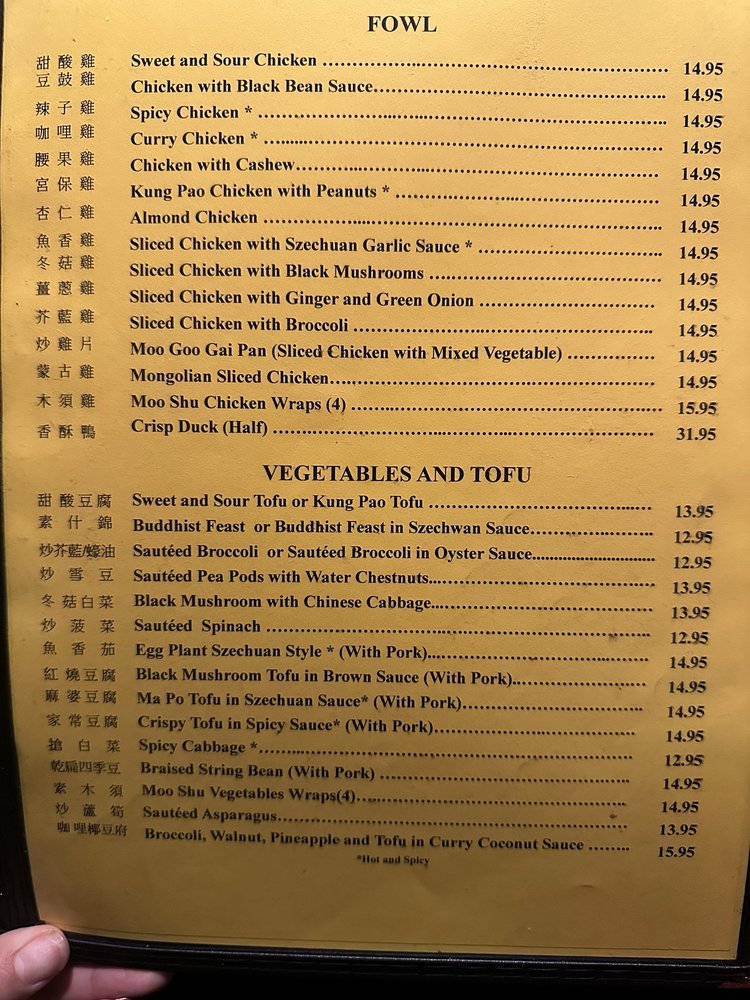 FOWL
甜酸雞 Sweet and Sour Chicken 14.95
豆鼓雞 Chicken with Black Bean Sauce 14.95
辣子雞 Spicy Chicken * 14.95
咖哩雞 Curry Chicken * 14.95
腰果雞 Chicken with Cashew 14.95
宮保雞 Kung Pao Chicken with Peanuts * 14.95
杏仁雞 Almond Chicken 14.95
魚香雞 Sliced Chicken with Szechuan Garlic Sauce * 14.95
冬菇雞 Sliced Chicken with Black Mushrooms 14.95
薑蔥雞 Sliced Chicken with Ginger and Green Onion 14.95
芥藍雞 Sliced Chicken with Broccoli 14.95
炒雞片 Moo Goo Gai Pan (Sliced Chicken with Mixed Vegetable) 14.95
蒙古雞 Mongolian Sliced Chicken 14.95
木須雞 Moo Shu Chicken Wraps (4) 15.95
香酥鴨 Crisp Duck (Half) 31.95
VEGETABLES AND TOFU
甜酸豆腐 Sweet and Sour Tofu or Kung Pao Tofu 13.95
素什錦 Buddhist Feast or Buddhist Feast in Szechwan Sauce 12.95
炒芥藍/蠔油 Sautéed Broccoli or Sautéed Broccoli in Oyster Sauce 12.95
炒雪豆 Sautéed Pea Pods with Water Chestnuts 13.95
冬菇白菜 Black Mushroom with Chinese Cabbage 13.95
炒菠菜 Sautéed Spinach 12.95
魚香茄 Egg Plant Szechuan Style * (With Pork) 14.95
紅燒豆腐 Black Mushroom Tofu in Brown Sauce (With Pork) 14.95
麻婆豆腐 Ma Po Tofu in Szechuan Sauce* (With Pork) 14.95
家常豆腐 Crispy Tofu in Spicy Sauce* (With Pork) 14.95
搶白菜 Spicy Cabbage * 12.95
乾扁四季豆 Braised String Bean (With Pork) 14.95
素木須 Moo Shu Vegetables Wraps(4) 14.95
炒蘆筍 Sautéed Asparagus 13.95
咖哩椰豆府 Broccoli, Walnut, Pineapple and Tofu in Curry Coconut Sauce 15.95
*Hot and Spicy